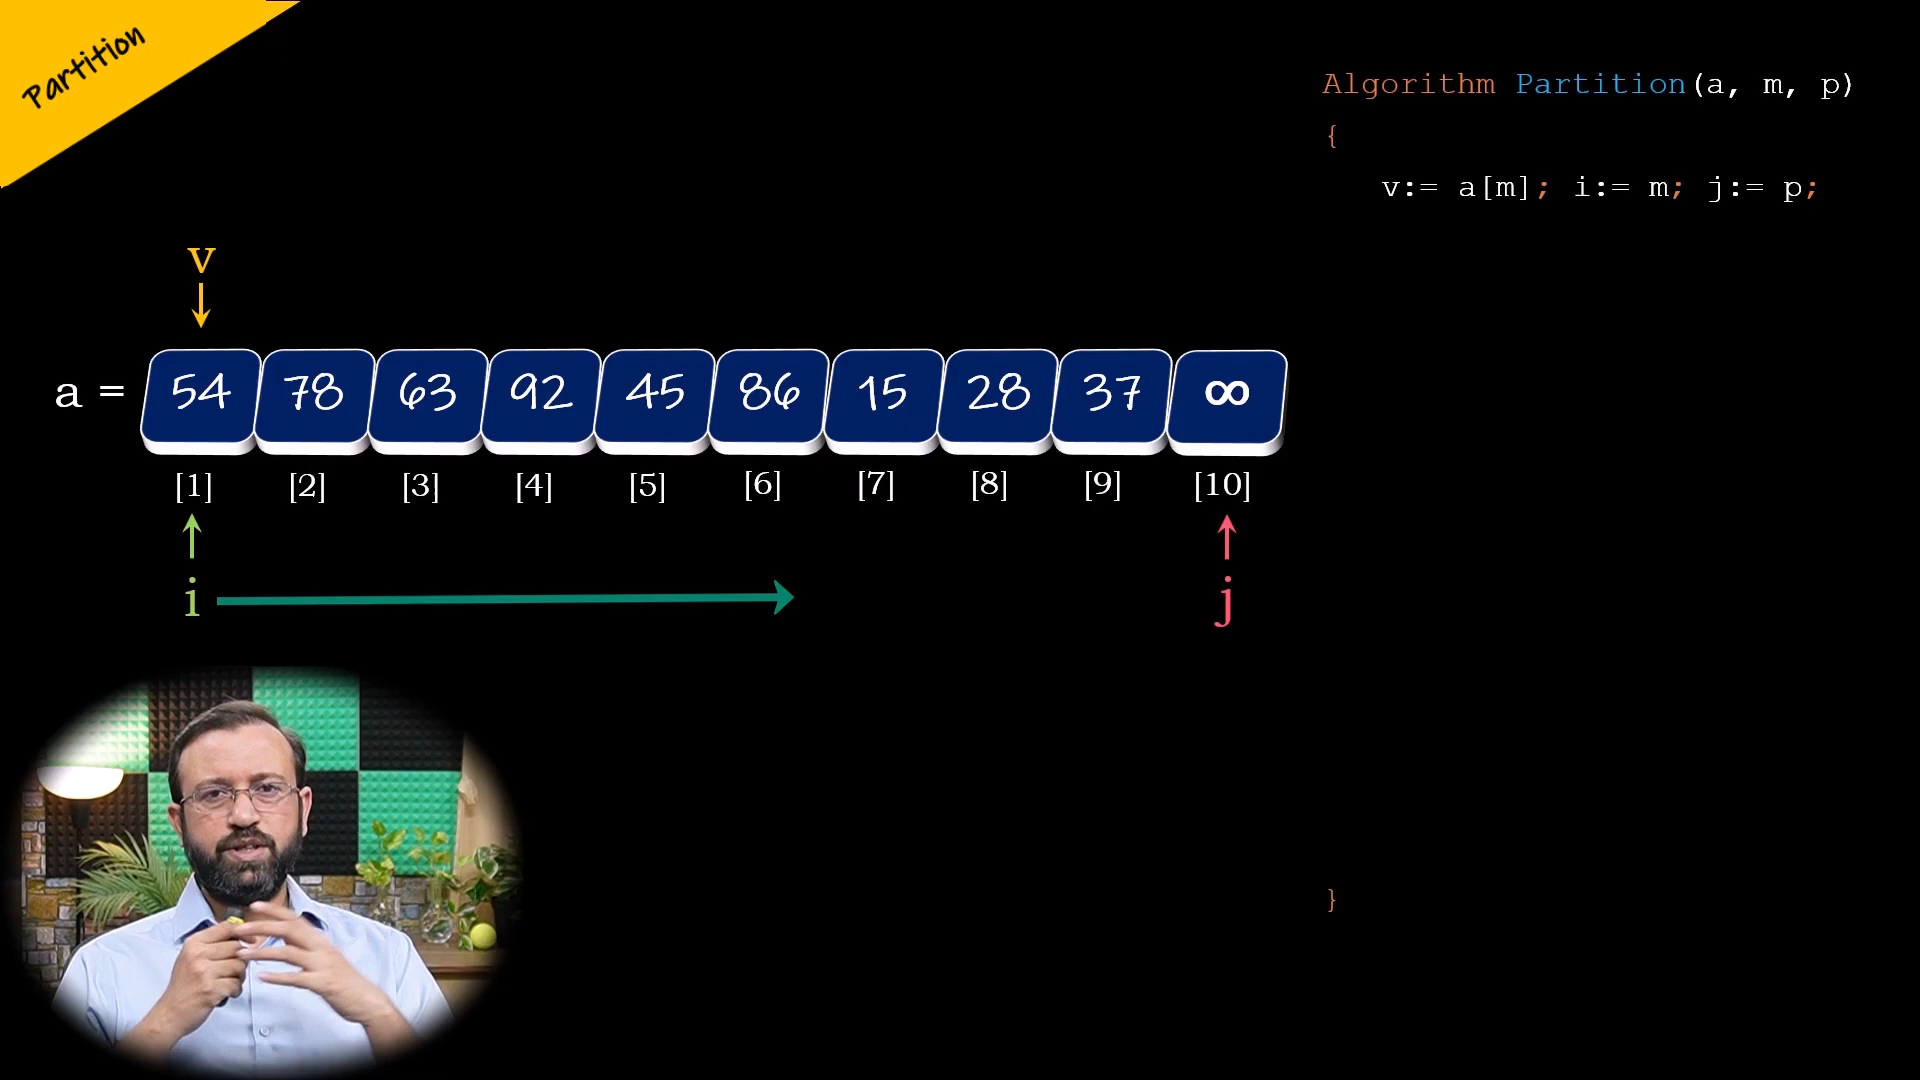 Partition
Algorithm Partition(a, m, p)
{
v:= a[m]; i:= m; j:= p;
v
a = 54 78 63 92 45 86 15 28 37 ∞
[1] [2] [3] [4] [5] [6] [7] [8] [9] [10]
i j
}